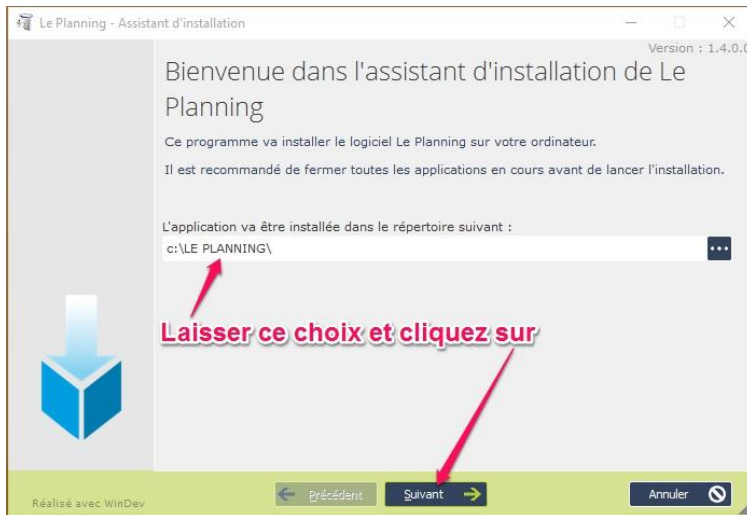 Le Planning - Assistant d'installation
Version : 1.4.0.0
Bienvenue dans l'assistant d'installation de Le
Planning
Ce programme va installer le logiciel Le Planning sur votre ordinateur.
Il est recommandé de fermer toutes les applications en cours avant de lancer l'installation.
L'application va être installée dans le répertoire suivant :
c:\LE PLANNING\
Laisser ce choix et cliquez sur
Réalisé avec WinDev
Précédent
Suivant
Annuler